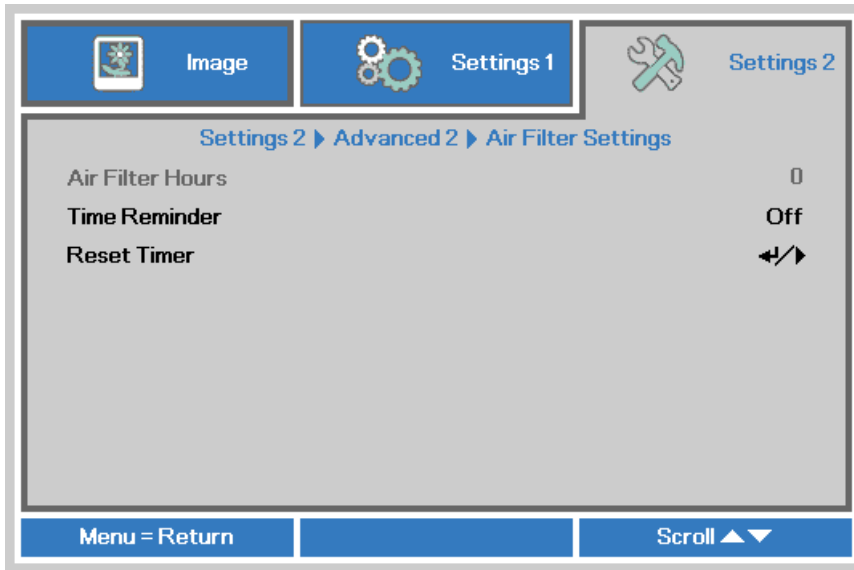 Image Settings 1 Settings 2
Settings 2 ▶ Advanced 2 ▶ Air Filter Settings
Air Filter Hours 0
Time Reminder Off
Reset Timer ↵/▶
Menu = Return Scroll ▲▼